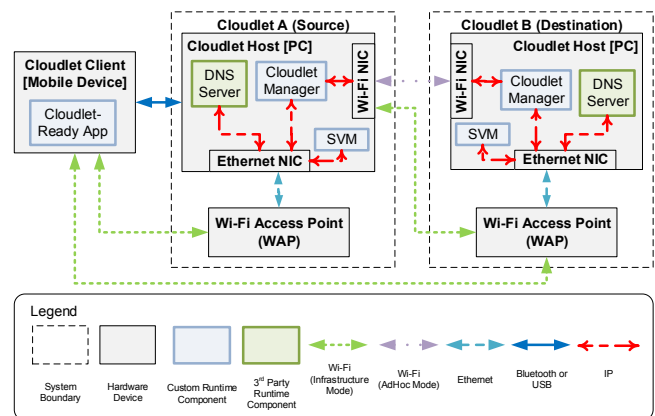 Cloudlet A (Source)
Cloudlet B (Destination)
Cloudlet Client
[Mobile Device]
Cloudlet-
Ready App
Cloudlet Host [PC]
DNS
Server
Cloudlet
Manager
Wi-Fi NIC
SVM
Ethernet NIC
Wi-Fi Access Point
(WAP)
Cloudlet Host [PC]
Wi-Fi NIC
Cloudlet
Manager
DNS
Server
SVM
Ethernet NIC
Wi-Fi Access Point
(WAP)
Legend
System
Boundary
Hardware
Device
Custom Runtime
Component
3rd Party
Runtime
Component
Wi-Fi
(Infrastructure
Mode)
Wi-Fi
(AdHoc Mode)
Ethernet
Bluetooth or
USB
IP